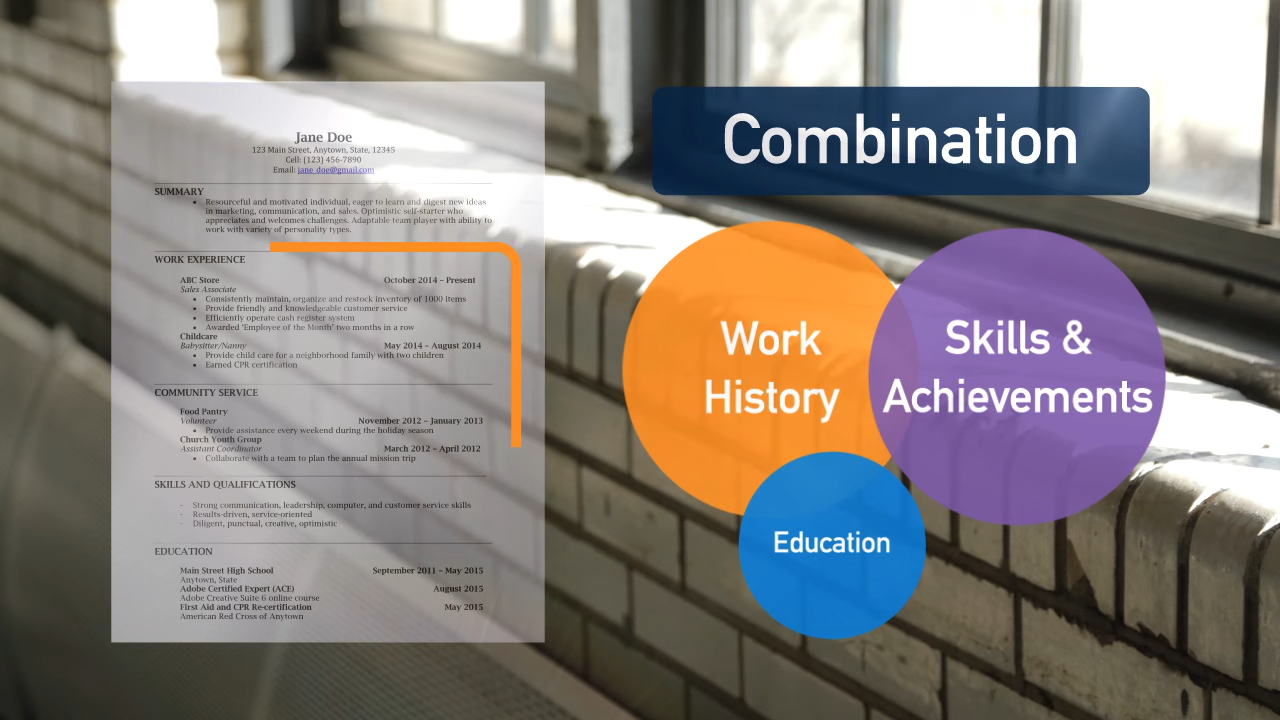 Jane Doe
123 Main Street, Anytown, State, 12345
Cell: (123) 456-7890
Email: jane_doe@gmail.com
SUMMARY
• Resourceful and motivated individual, eager to learn and digest new ideas
in marketing, communication, and sales. Optimistic self-starter who
appreciates and welcomes challenges. Adaptable team player with ability to
work with variety of personality types.
WORK EXPERIENCE
ABC Store October 2014 – Present
Sales Associate
• Consistently maintain, organize and restock inventory of 1000 items
• Provide friendly and knowledgeable customer service
• Efficiently operate cash register system
• Awarded 'Employee of the Month' two months in a row
Childcare
Babysitter/Nanny May 2014 – August 2014
• Provide child care for a neighborhood family with two children
• Earned CPR certification
COMMUNITY SERVICE
Food Pantry
Volunteer November 2012 – January 2013
• Provide assistance every weekend during the holiday season
Church Youth Group
Assistant Coordinator March 2012 – April 2012
• Collaborate with a team to plan the annual mission trip
SKILLS AND QUALIFICATIONS
- Strong communication, leadership, computer, and customer service skills
- Results-driven, service-oriented
- Diligent, punctual, creative, optimistic
EDUCATION
Main Street High School September 2011 – May 2015
Anytown, State
Adobe Certified Expert (ACE) August 2015
Adobe Creative Suite 6 online course
First Aid and CPR Re-certification May 2015
American Red Cross of Anytown
Combination
Work
History
Skills &
Achievements
Education